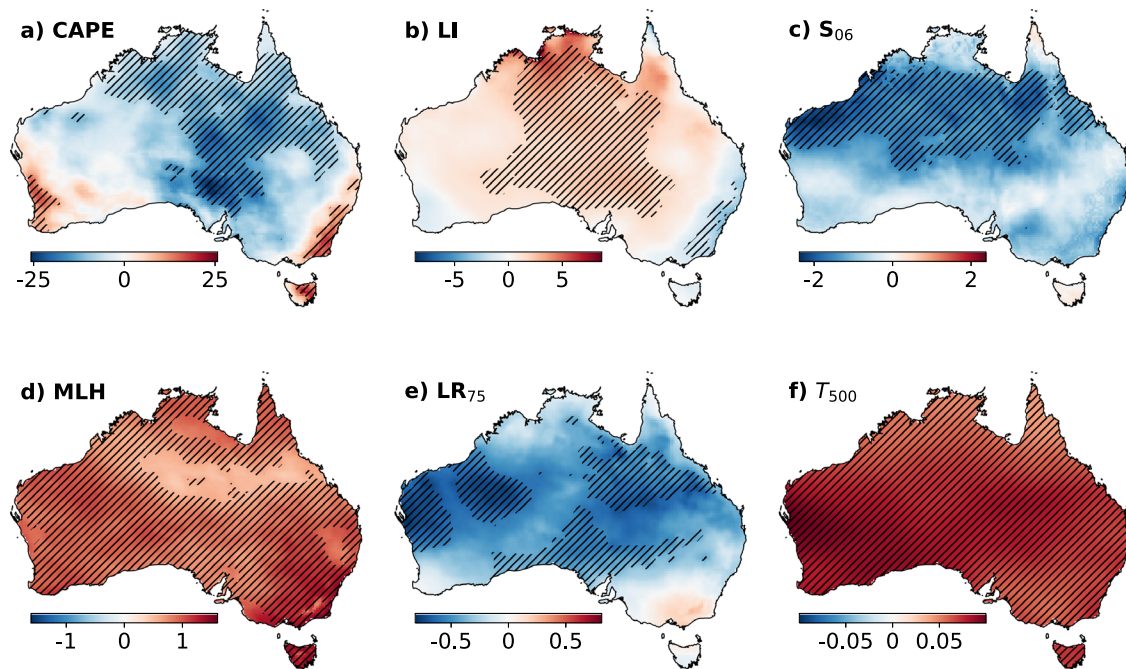 a) CAPE
b) LI
c) S₀₆
-25 0 25
-5 0 5
-2 0 2
d) MLH
e) LR₇₅
f) T₅₀₀
-1 0 1
-0.5 0 0.5
-0.05 0 0.05